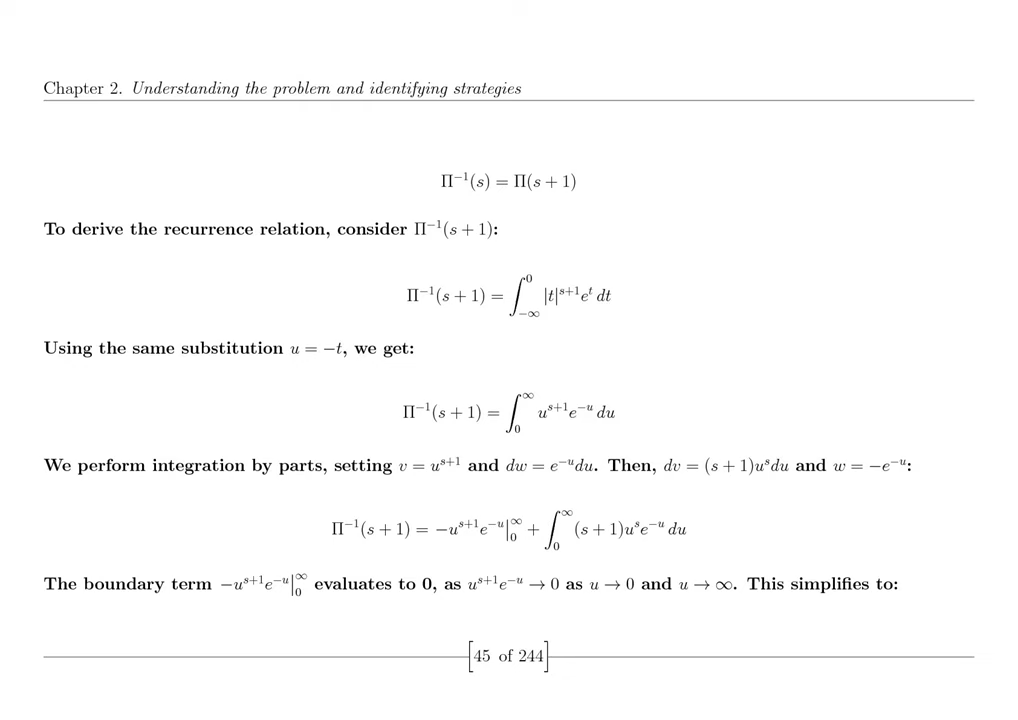 Chapter 2. Understanding the problem and identifying strategies
Π⁻¹(s) = Π(s + 1)
To derive the recurrence relation, consider Π⁻¹(s + 1):
Π⁻¹(s + 1) = ∫_{−∞}^{0} |t|^{s+1} e^{t} dt
Using the same substitution u = −t, we get:
Π⁻¹(s + 1) = ∫_{0}^{∞} u^{s+1} e^{−u} du
We perform integration by parts, setting v = u^{s+1} and dw = e^{−u}du. Then, dv = (s + 1)u^{s}du and w = −e^{−u}:
Π⁻¹(s + 1) = −u^{s+1} e^{−u}|_{0}^{∞} + ∫_{0}^{∞} (s + 1)u^{s} e^{−u} du
The boundary term −u^{s+1} e^{−u}|_{0}^{∞} evaluates to 0, as u^{s+1} e^{−u} → 0 as u → 0 and u → ∞. This simplifies to:
[45 of 244]